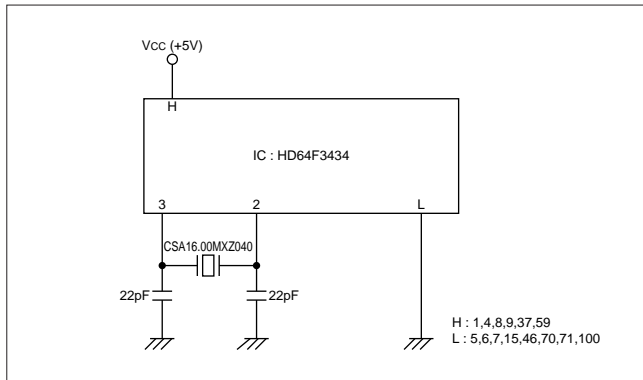 Vcc (+5V)
H
IC : HD64F3434
3
2
L
CSA16.00MXZ040
22pF
22pF
H : 1,4,8,9,37,59
L : 5,6,7,15,46,70,71,100